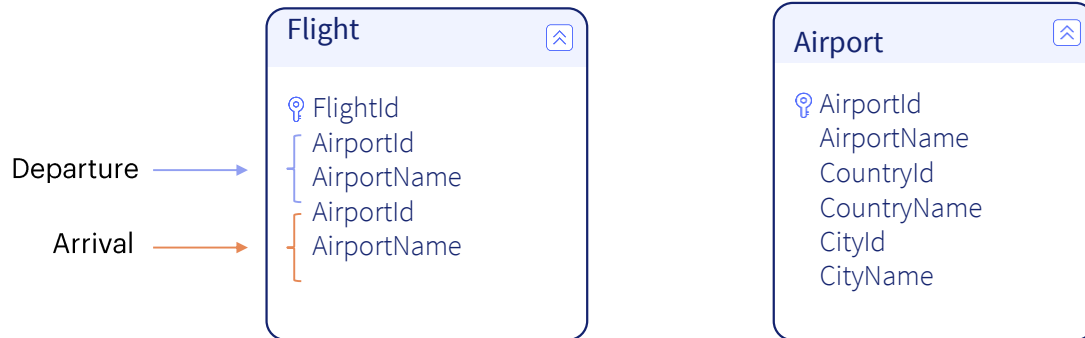 Flight
FlightId
AirportId
Departure
AirportName
AirportId
Arrival
AirportName
Airport
AirportId
AirportName
CountryId
CountryName
CityId
CityName